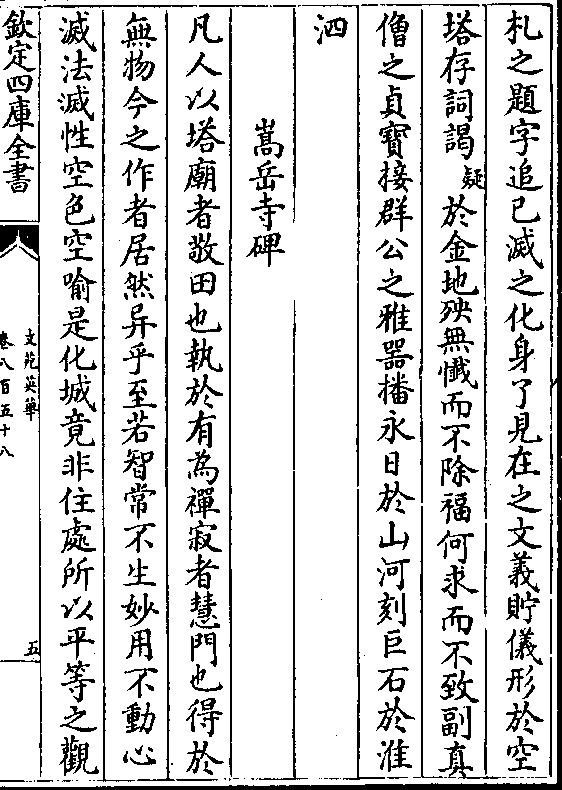 札之題字追已滅之化身了見在之文義貯儀形於空
塔存詞謁疑於金地殃無懴而不除福何求而不致副真
僧之貞寶接群公之雅器播永日於山河刻巨石於淮
泗
嵩岳寺碑
凡人以塔廟者敬田也執於有為禪寂者慧門也得於
無物今之作者居然异乎至若智常不生妙用不動心
滅法滅性空色空喻是化城竟非住處所以平等之觀
欽定四庫全書
文苑英華
卷八百五十八
五